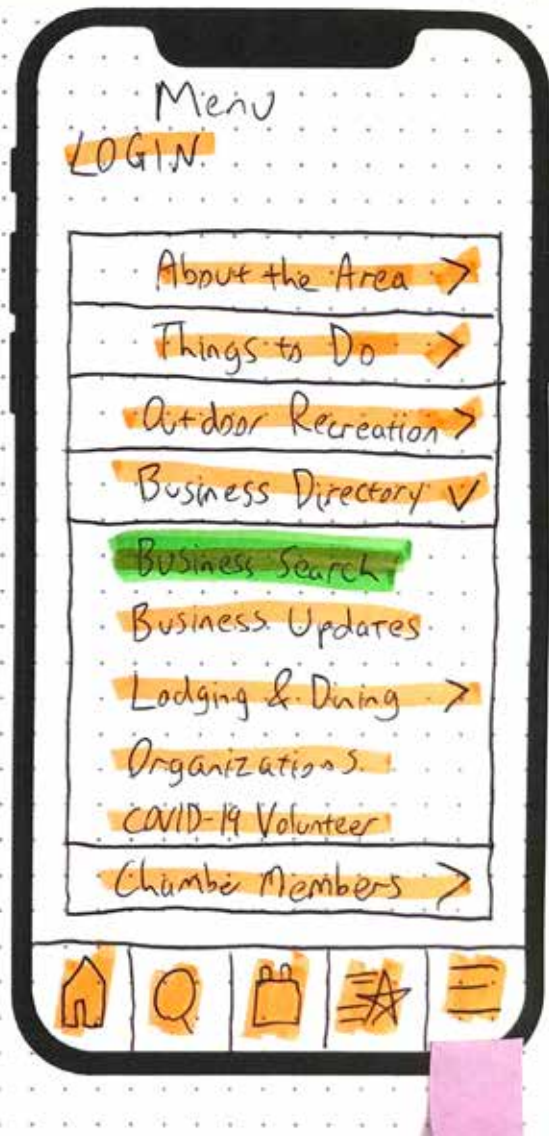 Menu
LOGIN
About the Area >
Things to Do >
Outdoor Recreation >
Business Directory ∨
Business Search
Business Updates
Lodging & Dining >
Organizations
COVID-19 Volunteer
Chambe Members >